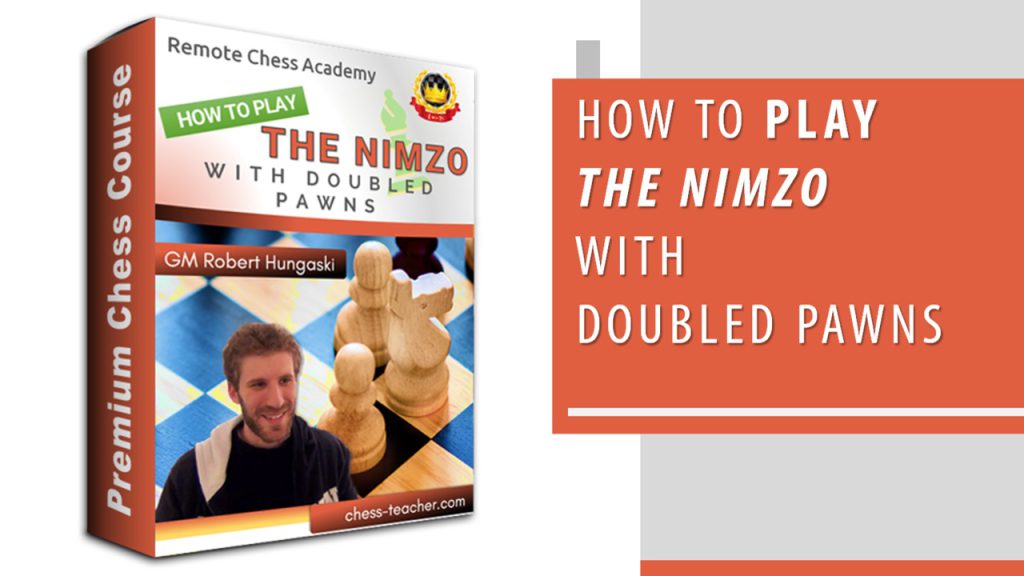 Premium Chess Course
Remote Chess Academy
HOW TO PLAY
THE NIMZO
WITH DOUBLED
PAWNS
GM Robert Hungaski
chess-teacher.com
HOW TO PLAY
THE NIMZO
WITH
DOUBLED PAWNS